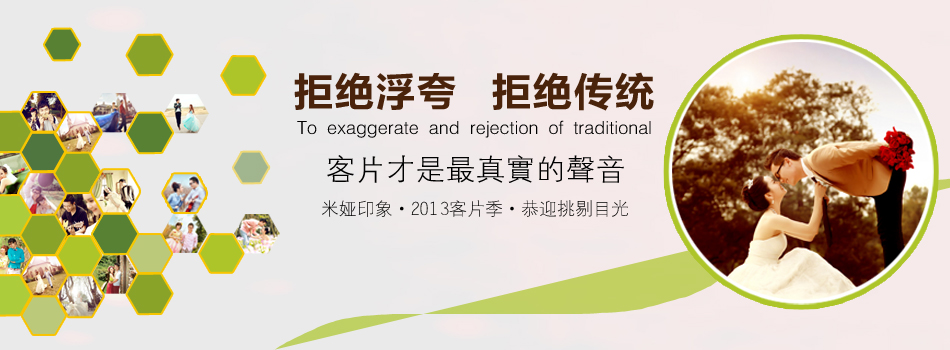 拒绝浮夸 拒绝传统
To exaggerate and rejection of traditional
客片才是最真實的聲音
米娅印象·2013客片季·恭迎挑剔目光